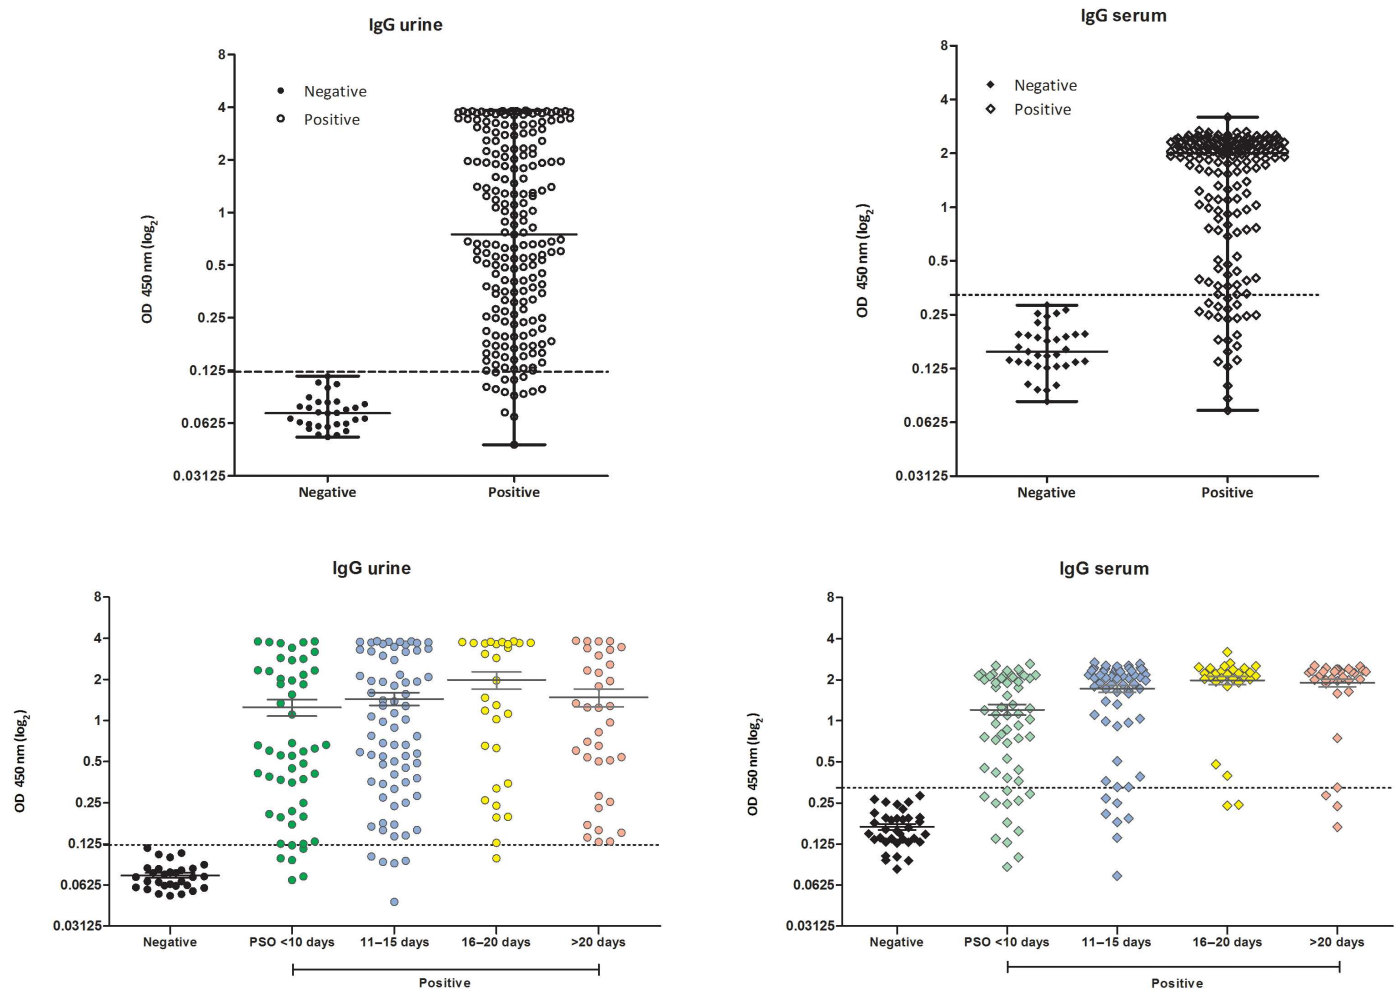 IgG urine
8
4
2
1
0.5
0.25
0.125
0.0625
0.03125
OD 450 nm (log2)
Negative
Positive
Negative
Positive
IgG serum
8
4
2
1
0.5
0.25
0.125
0.0625
0.03125
OD 450 nm (log2)
Negative
Positive
Negative
Positive
IgG urine
8
4
2
1
0.5
0.25
0.125
0.0625
0.03125
OD 450 nm (log2)
Negative
PSO <10 days
11–15 days
16–20 days
>20 days
Positive
IgG serum
8
4
2
1
0.5
0.25
0.125
0.0625
0.03125
OD 450 nm (log2)
Negative
PSO <10 days
11–15 days
16–20 days
>20 days
Positive